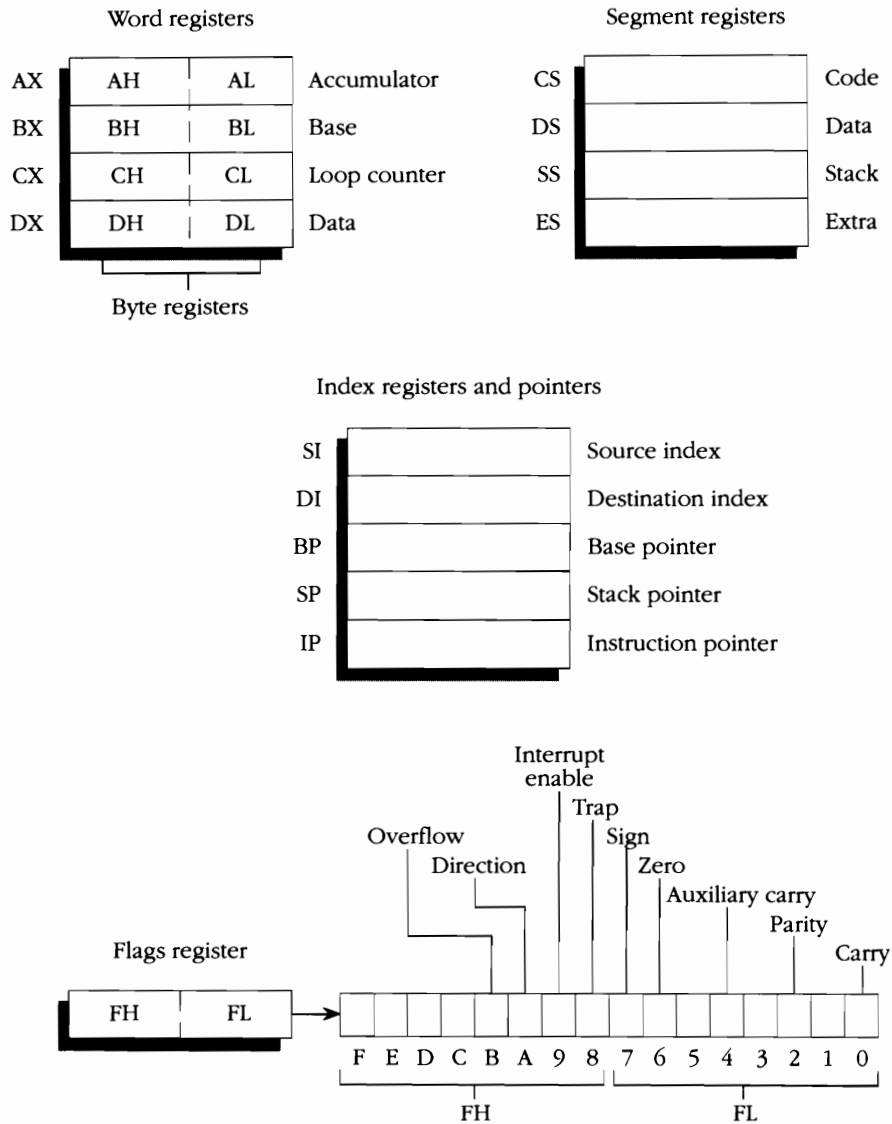 Word registers
AX AH AL Accumulator
BX BH BL Base
CX CH CL Loop counter
DX DH DL Data
Byte registers
Segment registers
CS Code
DS Data
SS Stack
ES Extra
Index registers and pointers
SI Source index
DI Destination index
BP Base pointer
SP Stack pointer
IP Instruction pointer
Interrupt
enable
Trap
Overflow
Sign
Direction
Zero
Auxiliary carry
Parity
Carry
Flags register
FH FL
F E D C B A 9 8 7 6 5 4 3 2 1 0
FH FL